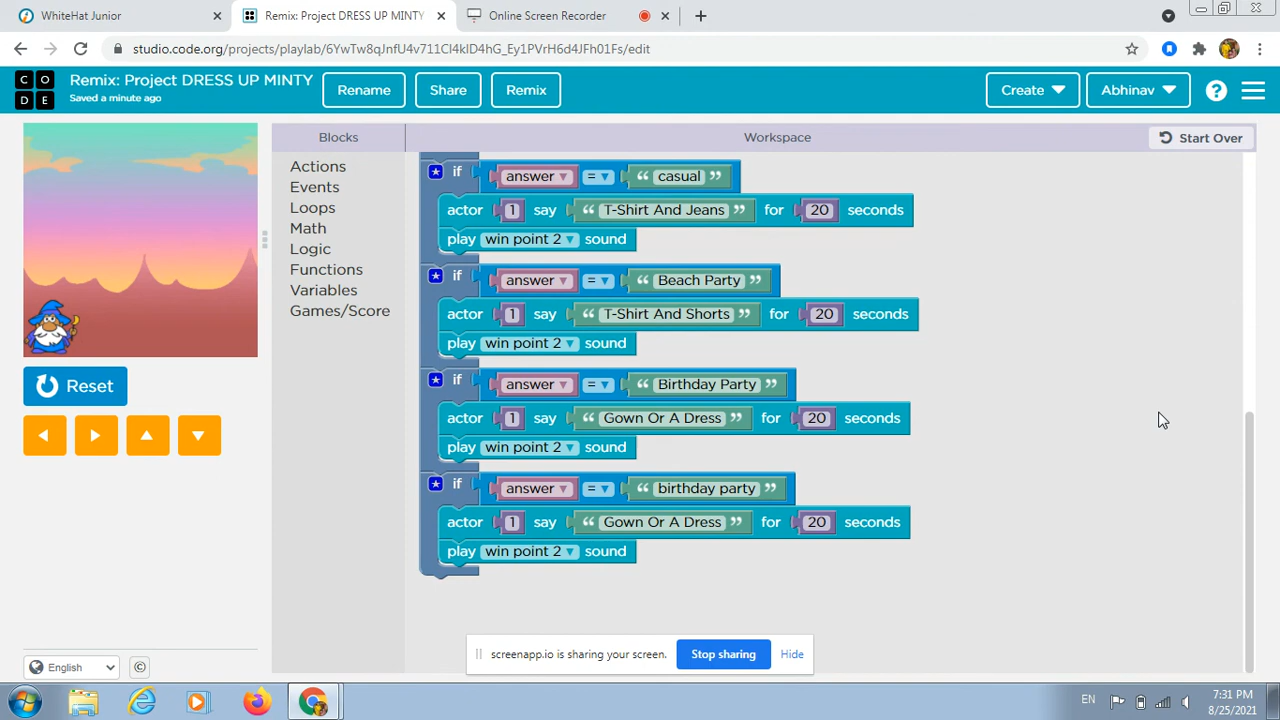 WhiteHat Junior
Remix: Project DRESS UP MINTY
Online Screen Recorder
studio.code.org/projects/playlab/6YwTw8qJnfU4v711CI4kID4hG_Ey1PVrH6d4JFh01Fs/edit
C O
D E
Remix: Project DRESS UP MINTY
Saved a minute ago
Rename
Share
Remix
Create
Abhinav
?
Blocks
Workspace
Start Over
Actions
Events
Loops
Math
Logic
Functions
Variables
Games/Score
if answer = “ casual ”
actor 1 say “ T-Shirt And Jeans ” for 20 seconds
play win point 2 sound
if answer = “ Beach Party ”
actor 1 say “ T-Shirt And Shorts ” for 20 seconds
play win point 2 sound
if answer = “ Birthday Party ”
actor 1 say “ Gown Or A Dress ” for 20 seconds
play win point 2 sound
if answer = “ birthday party ”
actor 1 say “ Gown Or A Dress ” for 20 seconds
play win point 2 sound
Reset
screenapp.io is sharing your screen.
Stop sharing
Hide
English
©
EN
7:31 PM
8/25/2021